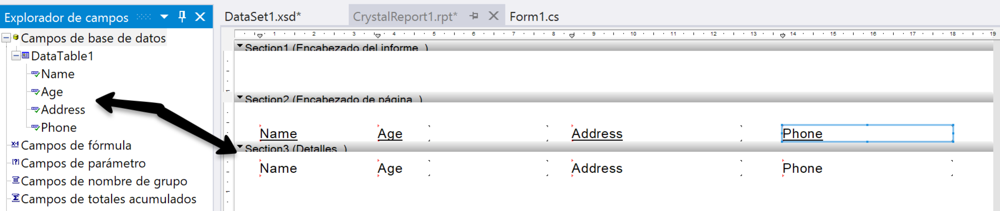 Explorador de campos
Campos de base de datos
DataTable1
Name
Age
Address
Phone
Campos de fórmula
Campos de parámetro
Campos de nombre de grupo
Campos de totales acumulados
DataSet1.xsd* CrystalReport1.rpt* Form1.cs
1 2 3 4 5 6 7 8 9 10 11 12 13 14 15 16 17 18 19
Section1 (Encabezado del informe )
1
Section2 (Encabezado de página )
Name Age Address Phone
Section3 (Detalles )
Name Age Address Phone
1